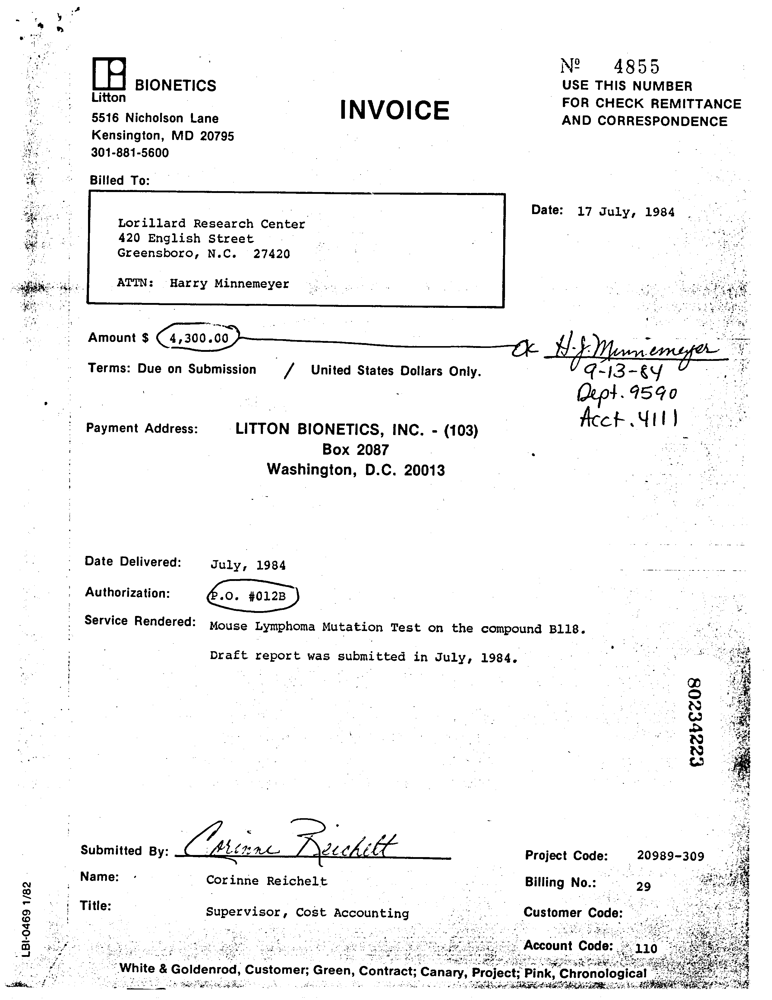 Litton BIONETICS
5516 Nicholson Lane
Kensington, MD 20795
301-881-5600
INVOICE
Nº 4855
USE THIS NUMBER
FOR CHECK REMITTANCE
AND CORRESPONDENCE
Billed To:
Lorillard Research Center
420 English Street
Greensboro, N.C. 27420
ATTN: Harry Minnemeyer
Date: 17 July, 1984
Amount $ 4,300.00
OK H.J. Minnemeyer
9-13-84
Dept. 9590
Acct. 4111
Terms: Due on Submission / United States Dollars Only.
Payment Address: LITTON BIONETICS, INC. - (103)
Box 2087
Washington, D.C. 20013
Date Delivered: July, 1984
Authorization: P.O. #012B
Service Rendered: Mouse Lymphoma Mutation Test on the compound B118.
Draft report was submitted in July, 1984.
80234223
Submitted By: Corinne Reichelt
Name: Corinne Reichelt
Title: Supervisor, Cost Accounting
Project Code: 20989-309
Billing No.: 29
Customer Code:
Account Code: 110
LBI-0469 1/82
White & Goldenrod, Customer; Green, Contract; Canary, Project; Pink, Chronological